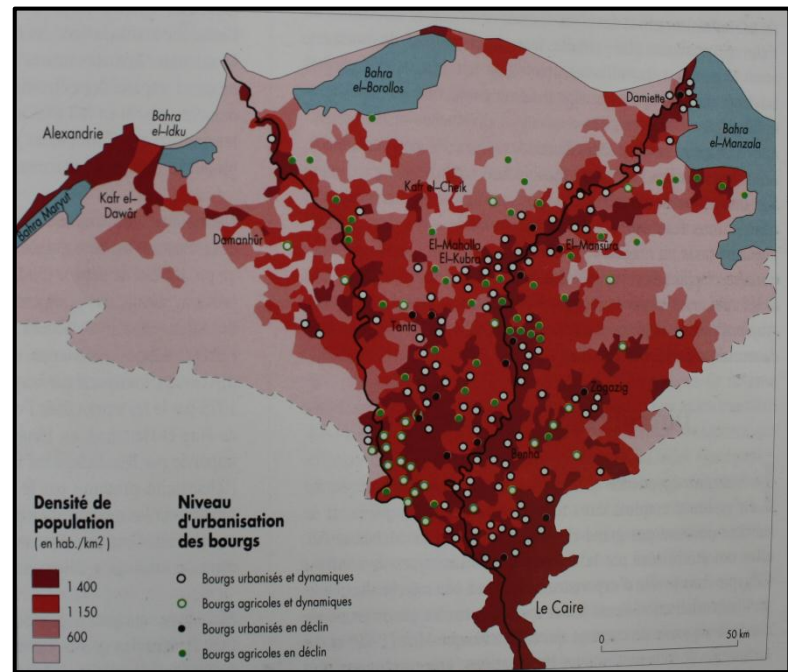 Bahra
el-Borollos
Damiette
Bahra
el-Manzala
Alexandrie
Bahra
el-Idku
Bahra Maryut
Kafr el-
Dawâr
Kafr el-Cheik
Damanhûr
El-Maholla
El-Kubra
El-Mansûra
Tanta
Zagazig
Benha
Le Caire
0
50 km
Densité de
population
(en hab./km²)
1 400
1 150
600
Niveau
d'urbanisation
des bourgs
Bourgs urbanisés et dynamiques
Bourgs agricoles et dynamiques
Bourgs urbanisés en déclin
Bourgs agricoles en déclin